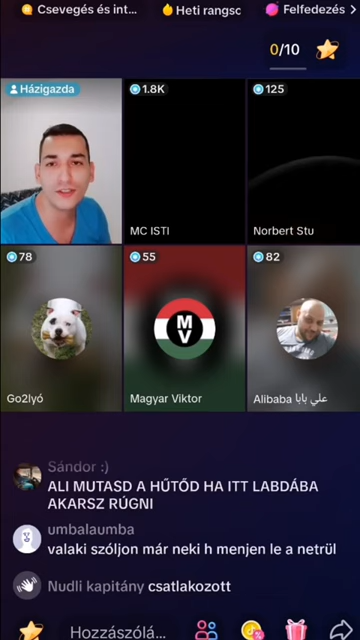 Csevegés és int...
Heti rangsc
Felfedezés
0/10
Házigazda
1.8K
125
MC ISTI
Norbert Stu
78
55
82
M
V
Go2lyó
Magyar Viktor
Alibaba علي بابا
Sándor :)
ALI MUTASD A HŰTŐD HA ITT LABDÁBA
AKARSZ RÚGNI
umbalaumba
valaki szóljon már neki h menjen le a netrül
Nudli kapitány csatlakozott
Hozzászólá...